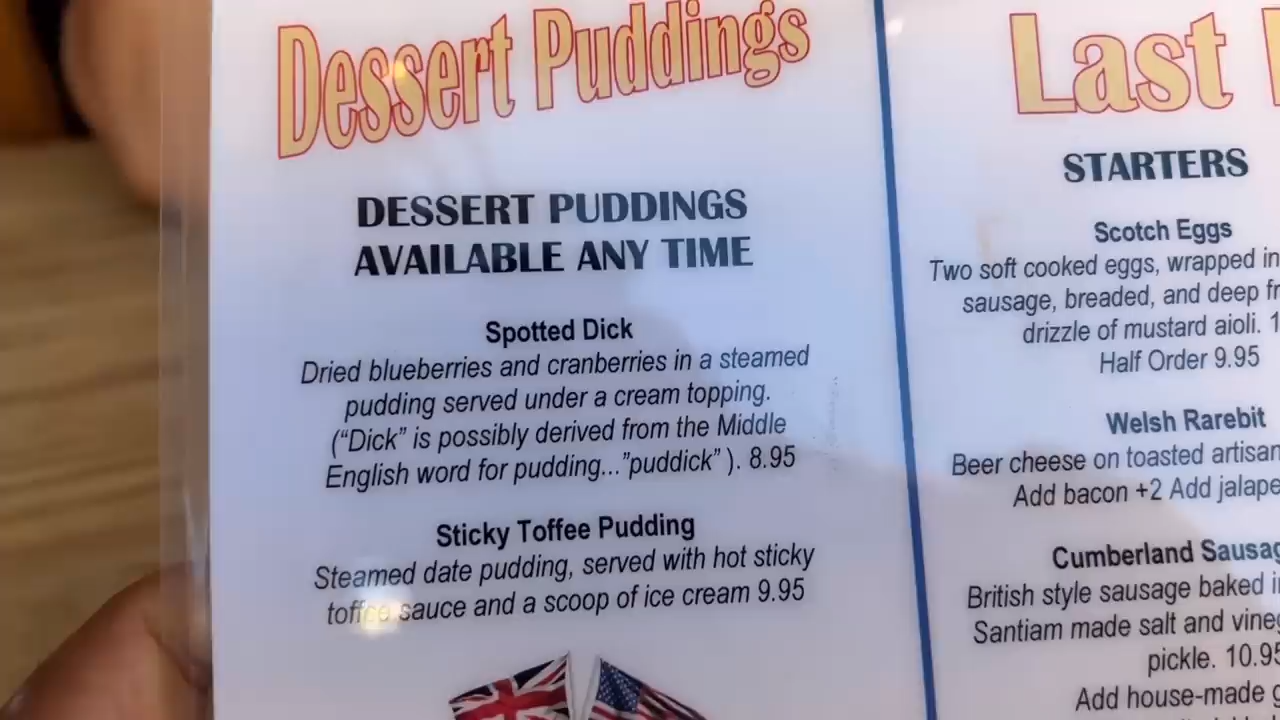 Dessert Puddings
DESSERT PUDDINGS
AVAILABLE ANY TIME
Spotted Dick
Dried blueberries and cranberries in a steamed
pudding served under a cream topping.
(“Dick” is possibly derived from the Middle
English word for pudding...”puddick” ). 8.95
Sticky Toffee Pudding
Steamed date pudding, served with hot sticky
toffee sauce and a scoop of ice cream 9.95
Last
STARTERS
Scotch Eggs
Two soft cooked eggs, wrapped in
sausage, breaded, and deep
drizzle of mustard aioli.
Half Order 9.95
Welsh Rarebit
Beer cheese on toasted
Add bacon +2 Add
Cumberland
British style sausage baked
Santiam made salt and
pickle. 10.95
Add house-made